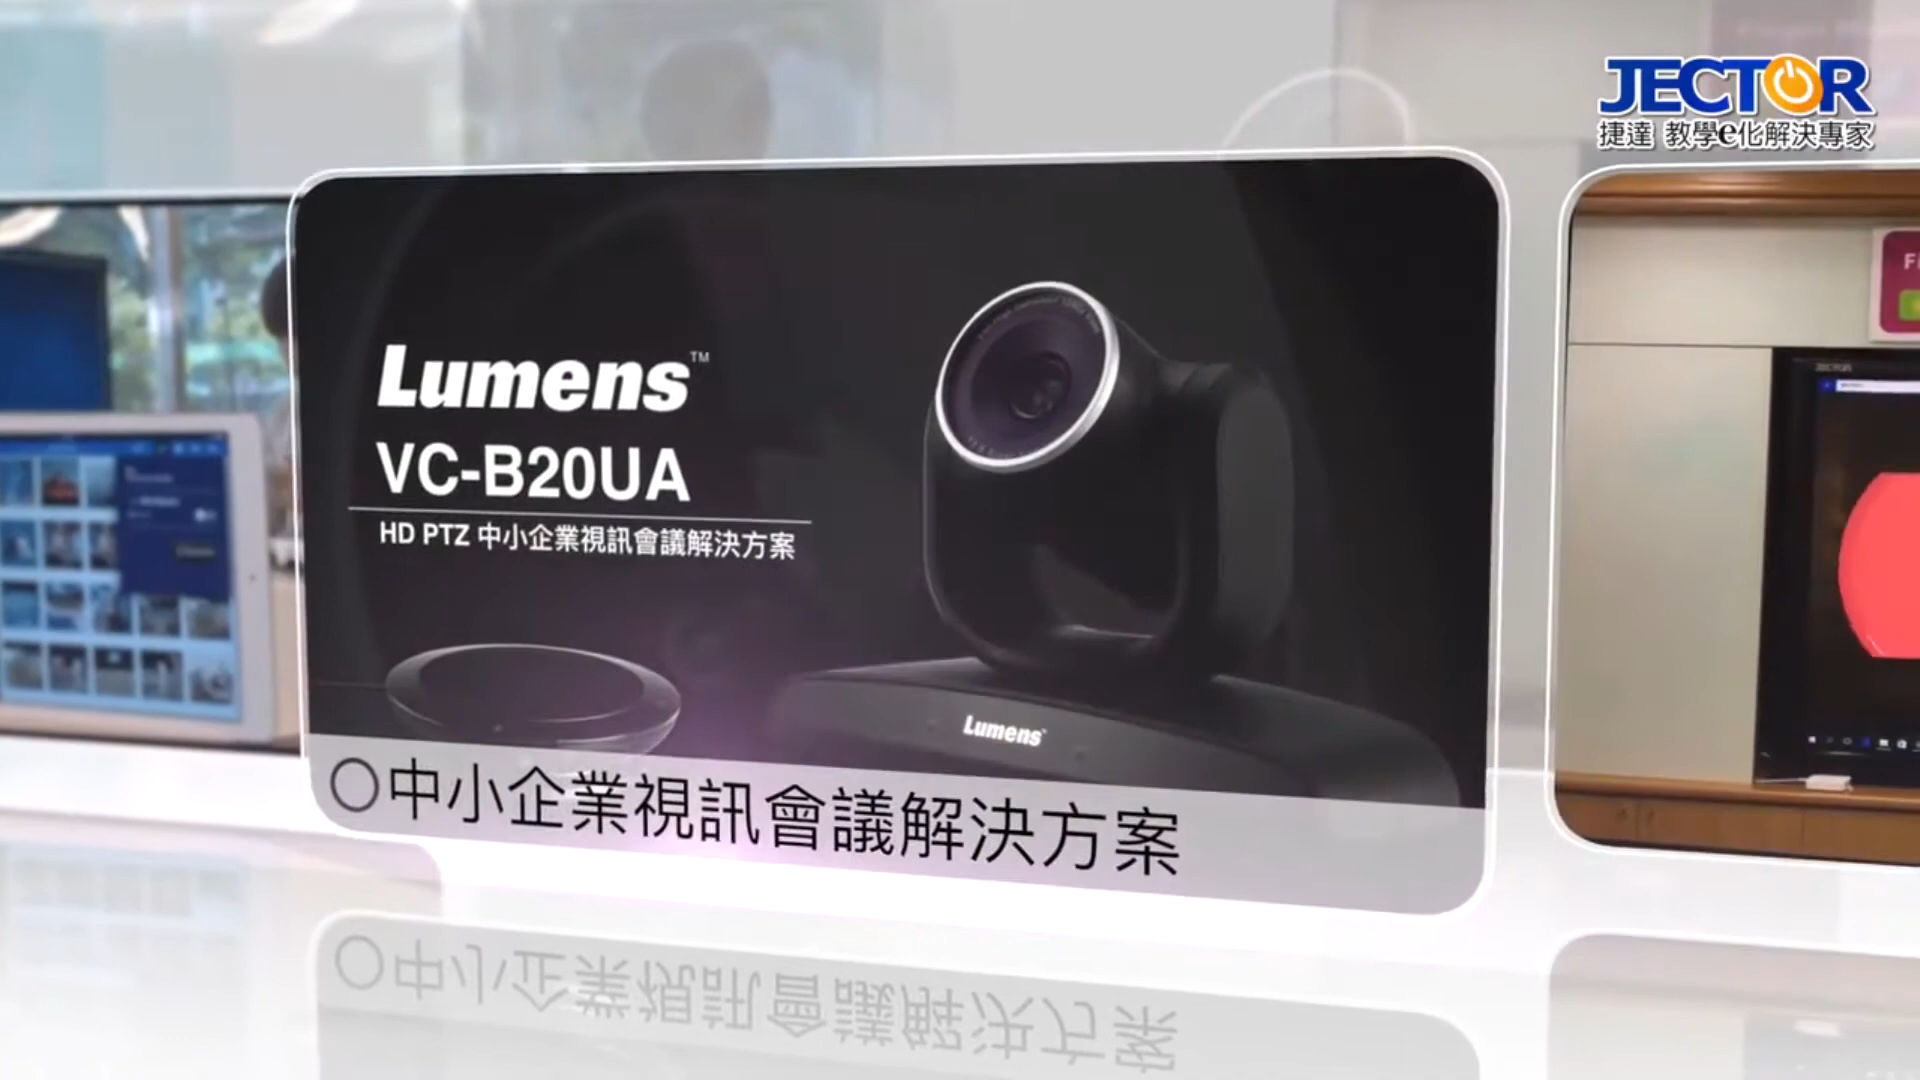 JECTOR
捷達 教學e化解決專家
Lumens™
VC-B20UA
HD PTZ 中小企業視訊會議解決方案
Lumens™
〇中小企業視訊會議解決方案